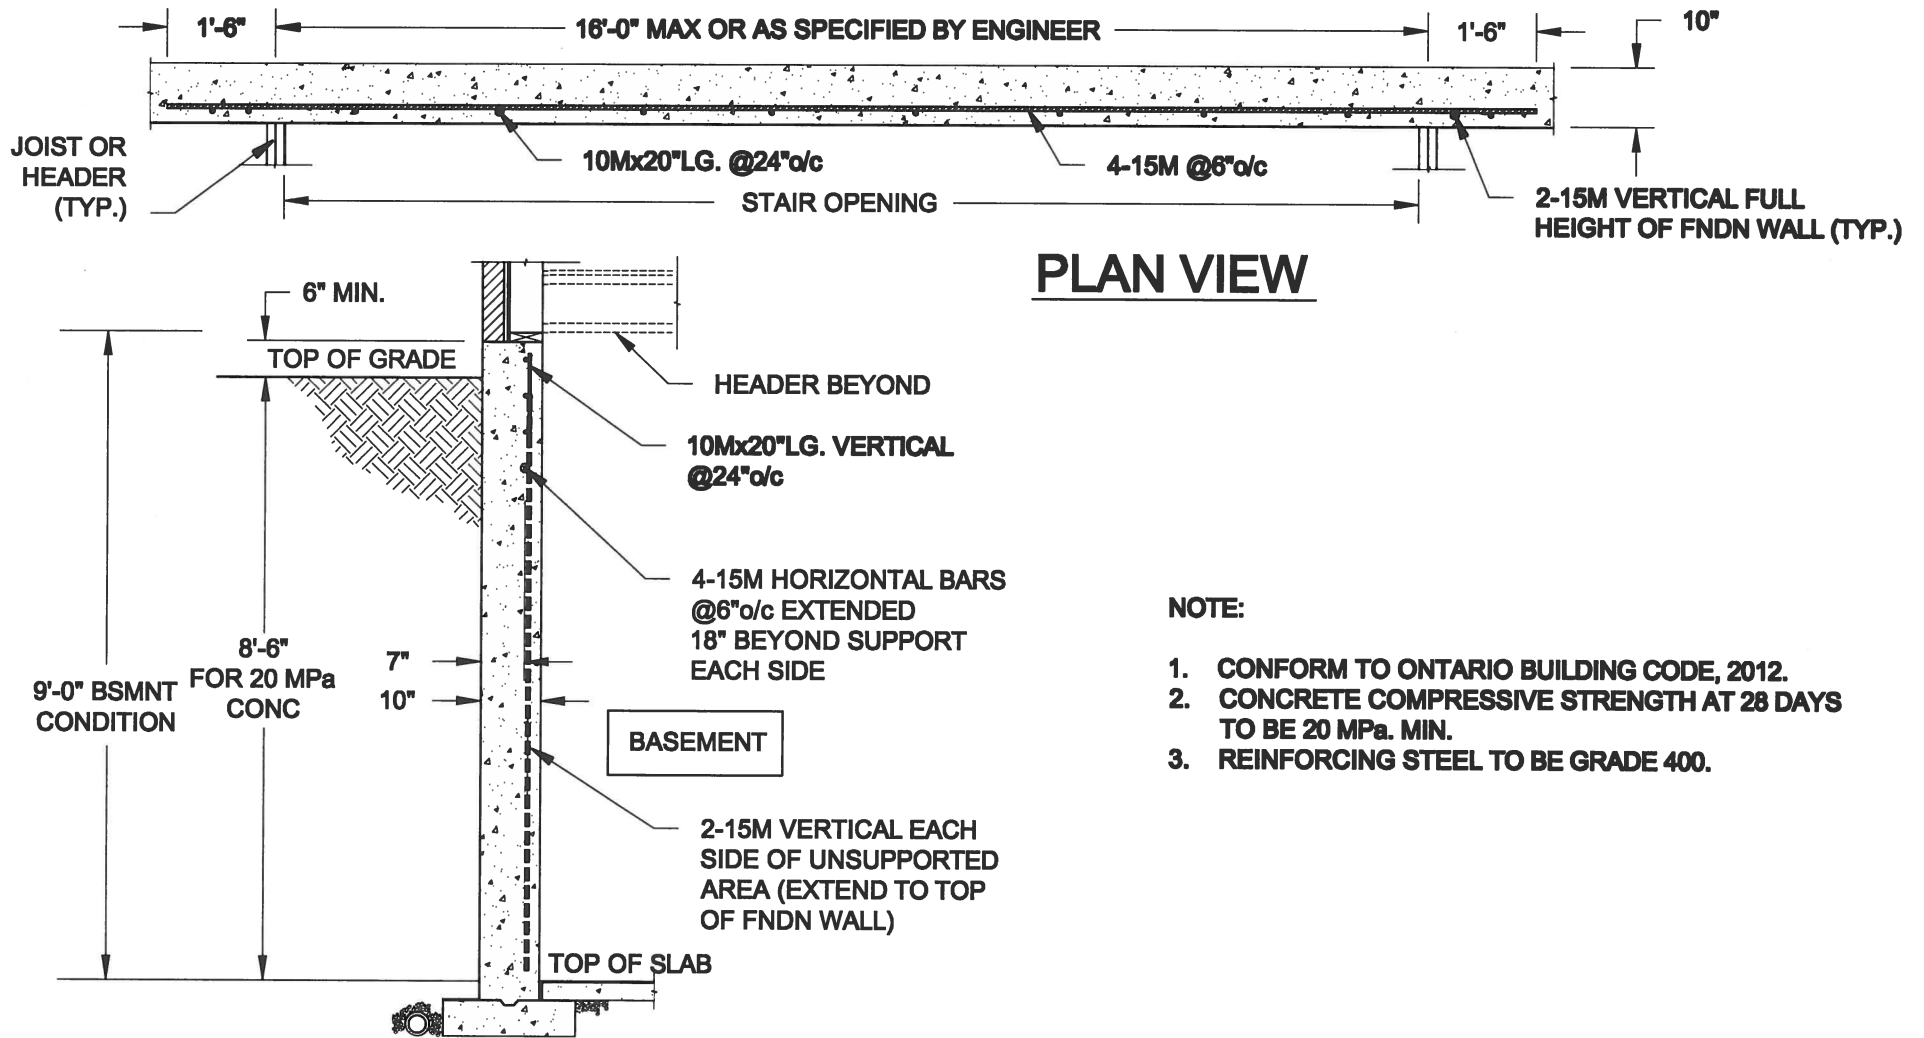 1'-6"
16'-0" MAX OR AS SPECIFIED BY ENGINEER
1'-6"
10"
JOIST OR
HEADER
(TYP.)
10Mx20"LG. @24"o/c
4-15M @6"o/c
STAIR OPENING
2-15M VERTICAL FULL
HEIGHT OF FNDN WALL (TYP.)
PLAN VIEW
6" MIN.
TOP OF GRADE
HEADER BEYOND
10Mx20"LG. VERTICAL
@24"o/c
4-15M HORIZONTAL BARS
@6"o/c EXTENDED
18" BEYOND SUPPORT
EACH SIDE
9'-0" BSMNT
CONDITION
8'-6"
FOR 20 MPa
CONC
7"
10"
BASEMENT
2-15M VERTICAL EACH
SIDE OF UNSUPPORTED
AREA (EXTEND TO TOP
OF FNDN WALL)
TOP OF SLAB
NOTE:
1. CONFORM TO ONTARIO BUILDING CODE, 2012.
2. CONCRETE COMPRESSIVE STRENGTH AT 28 DAYS
TO BE 20 MPa. MIN.
3. REINFORCING STEEL TO BE GRADE 400.